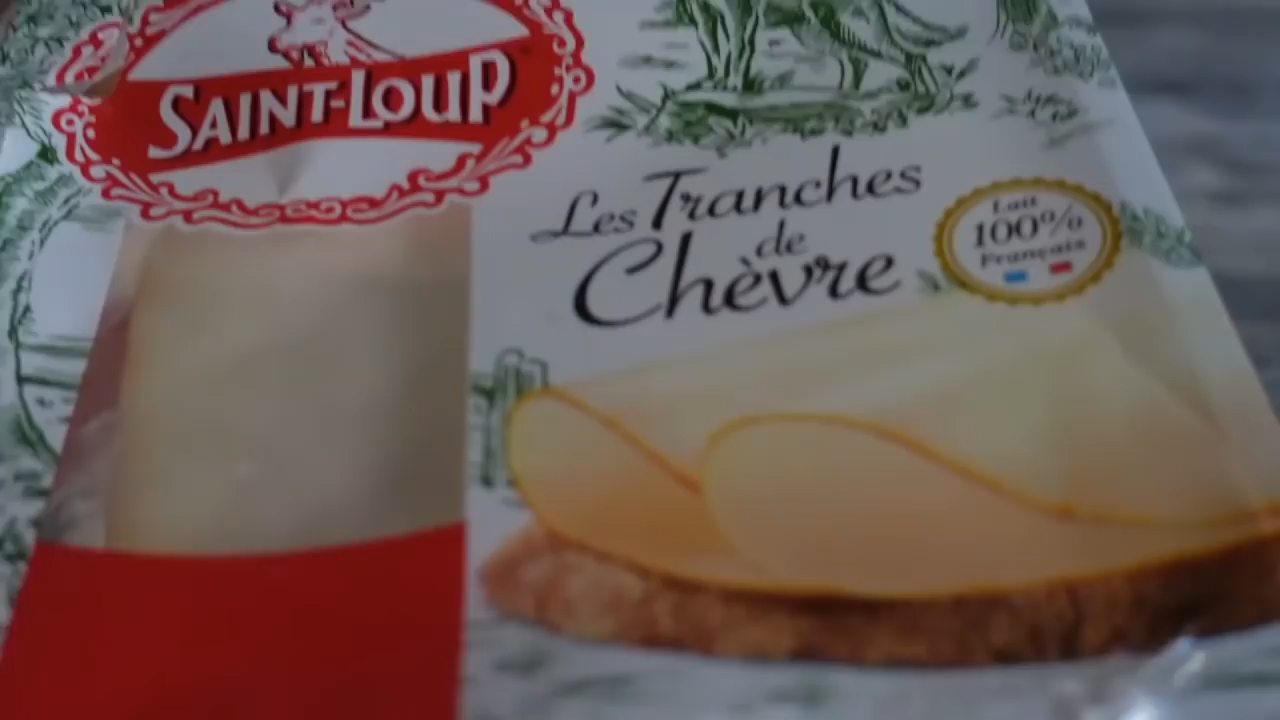 SAINT-LOUP
Les Tranches
de
Chèvre
Lait
100%
Français